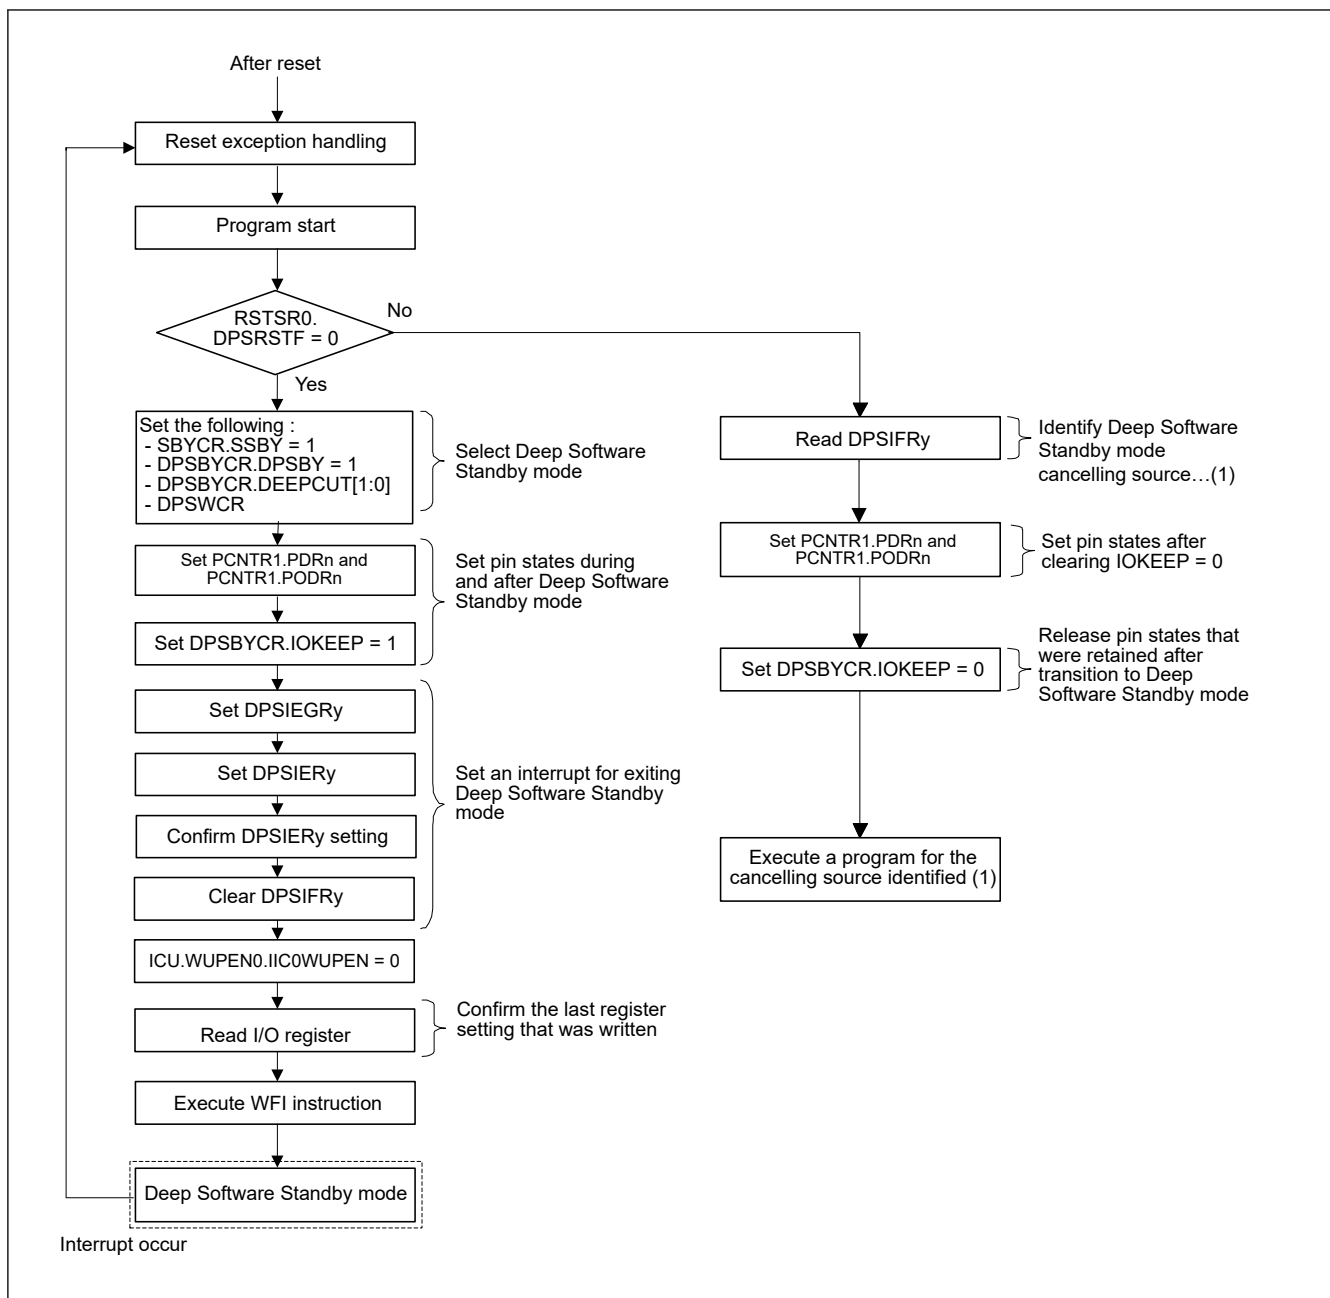 After reset
Reset exception handling
Program start
RSTSR0.
DPSRSTF = 0
No
Yes
Set the following :
- SBYCR.SSBY = 1
- DPSBYCR.DPSBY = 1
- DPSBYCR.DEEPCUT[1:0]
- DPSWCR
Select Deep Software
Standby mode
Set PCNTR1.PDRn and
PCNTR1.PODRn
Set DPSBYCR.IOKEEP = 1
Set pin states during
and after Deep Software
Standby mode
Set DPSIEGRy
Set DPSIERy
Confirm DPSIERy setting
Clear DPSIFRy
Set an interrupt for exiting
Deep Software Standby
mode
ICU.WUPEN0.IIC0WUPEN = 0
Read I/O register
Confirm the last register
setting that was written
Execute WFI instruction
Deep Software Standby mode
Interrupt occur
Read DPSIFRy
Identify Deep Software
Standby mode
cancelling source…(1)
Set PCNTR1.PDRn and
PCNTR1.PODRn
Set pin states after
clearing IOKEEP = 0
Set DPSBYCR.IOKEEP = 0
Release pin states that
were retained after
transition to Deep
Software Standby mode
Execute a program for the
cancelling source identified (1)